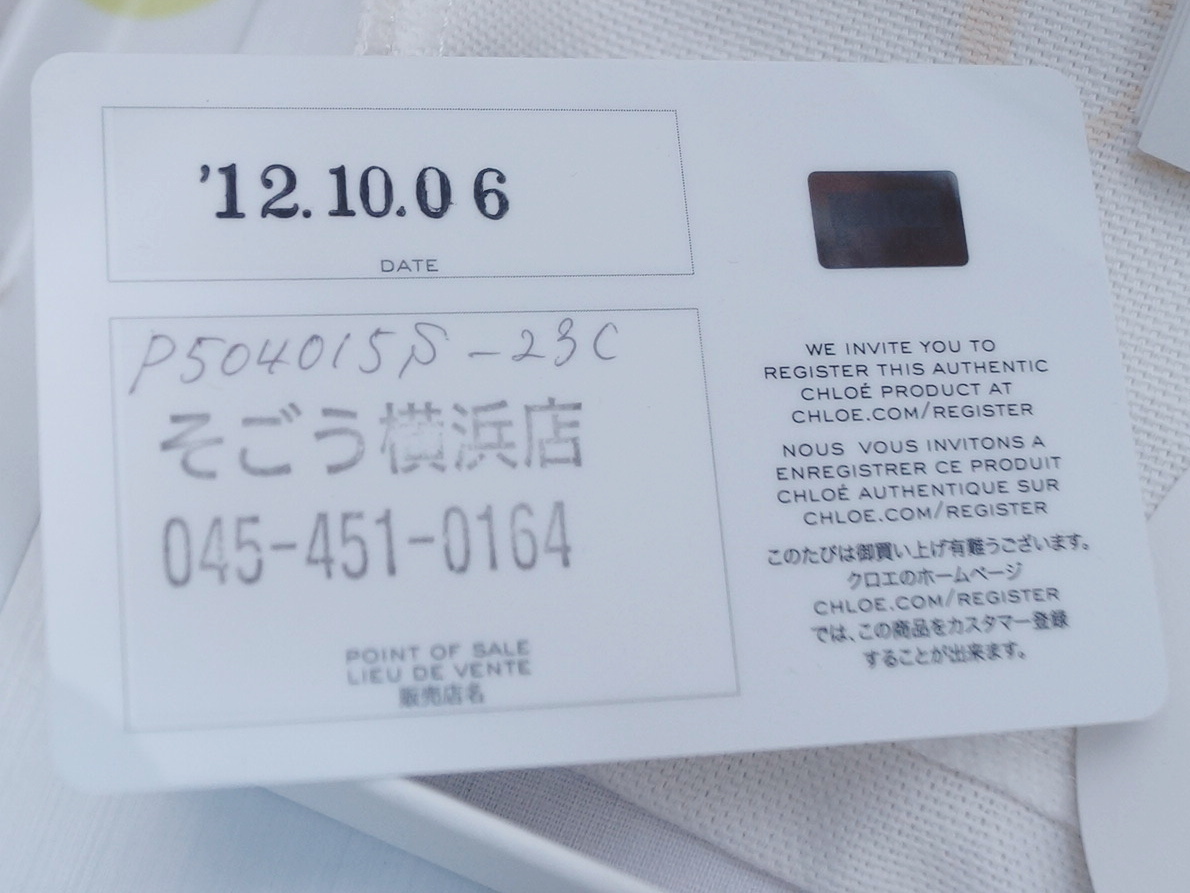 '12.10.06
DATE
P504015S-23C
そごう横浜店
045-451-0164
POINT OF SALE
LIEU DE VENTE
販売店名
WE INVITE YOU TO
REGISTER THIS AUTHENTIC
CHLOÉ PRODUCT AT
CHLOE.COM/REGISTER
NOUS VOUS INVITONS A
ENREGISTRER CE PRODUIT
CHLOÉ AUTHENTIQUE SUR
CHLOE.COM/REGISTER
このたびは御買い上げ有難うございます。
クロエのホームページ
CHLOE.COM/REGISTER
では、この商品をカスタマー登録
することが出来ます。